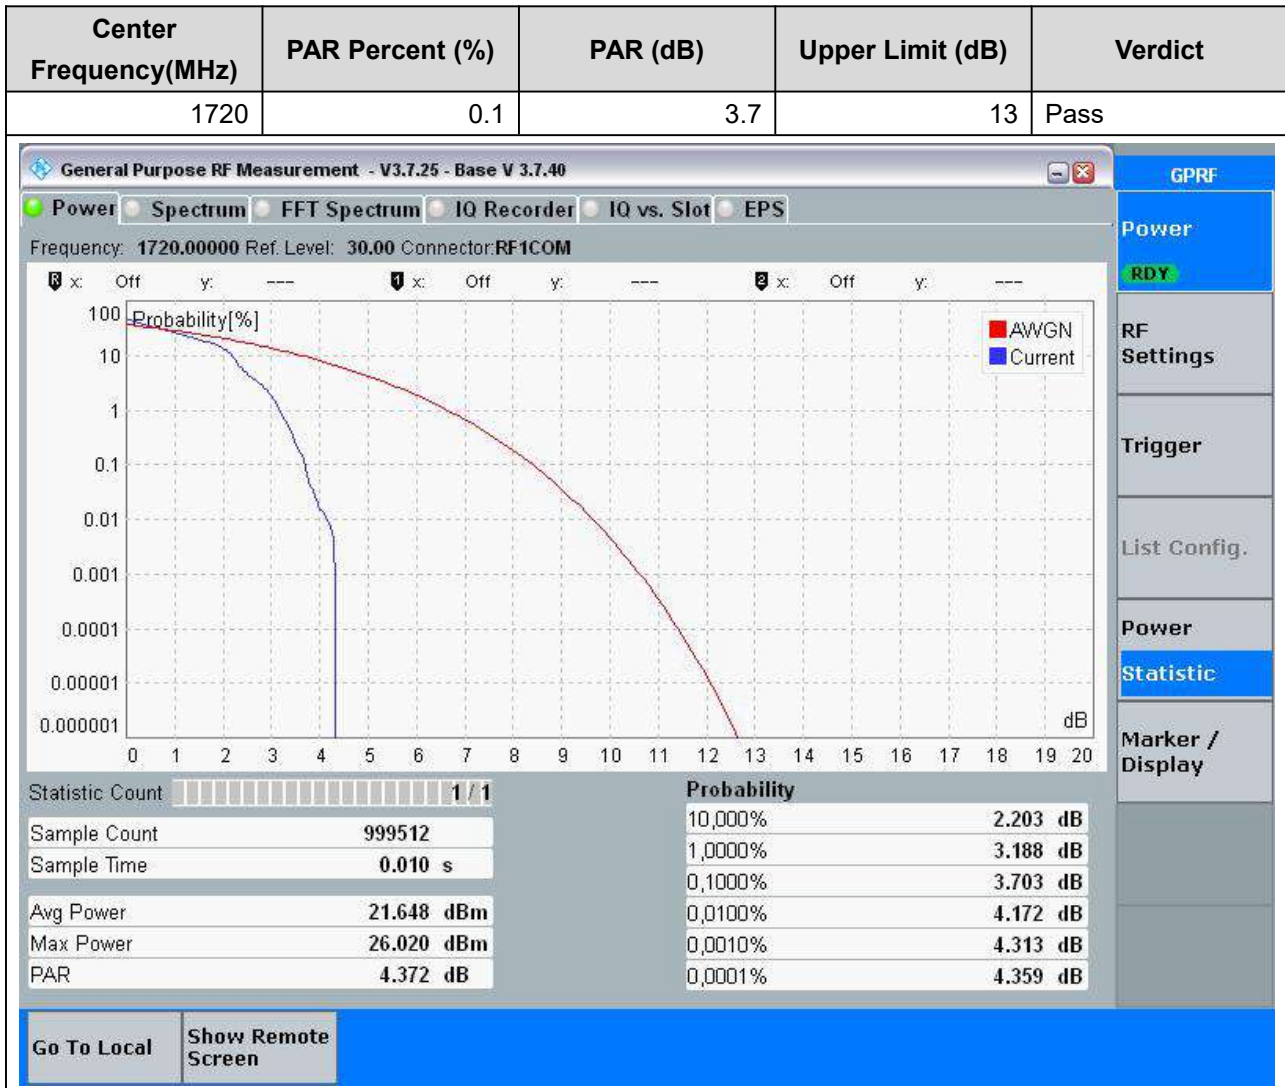 Center Frequency(MHz) PAR Percent (%) PAR (dB) Upper Limit (dB) Verdict
1720 0.1 3.7 13 Pass
General Purpose RF Measurement - V3.7.25 - Base V 3.7.40
GPRF
Power Spectrum FFT Spectrum IQ Recorder IQ vs. Slot EPS
Frequency: 1720.00000 Ref. Level: 30.00 Connector:RF1COM
R x: Off y: --- 1 x: Off y: --- 2 x: Off y: ---
Probability[%]
AWGN
Current
100
10
1
0.1
0.01
0.001
0.0001
0.00001
0.000001
dB
0 1 2 3 4 5 6 7 8 9 10 11 12 13 14 15 16 17 18 19 20
Statistic Count 1 / 1
Sample Count 999512
Sample Time 0.010 s
Avg Power 21.648 dBm
Max Power 26.020 dBm
PAR 4.372 dB
Probability
10,000% 2.203 dB
1,0000% 3.188 dB
0,1000% 3.703 dB
0,0100% 4.172 dB
0,0010% 4.313 dB
0,0001% 4.359 dB
Power
RDY
RF
Settings
Trigger
List Config.
Power
Statistic
Marker /
Display
Go To Local
Show Remote
Screen